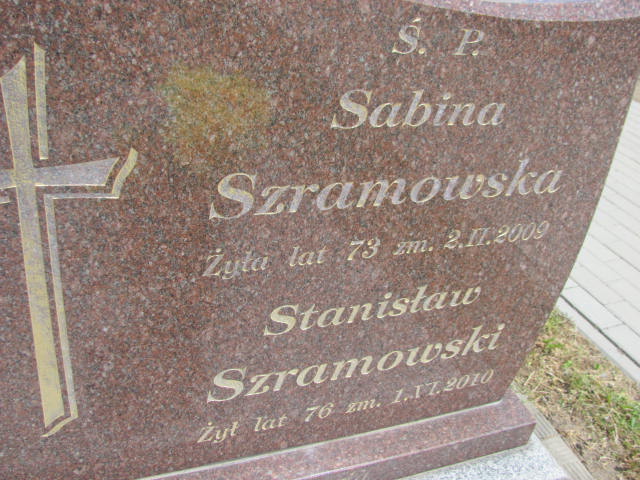 Ś. P.
Sabina
Szramowska
Żyła lat 73 zm. 2.II.2009
Stanisław
Szramowski
Żył lat 76 zm. 1.VI.2010